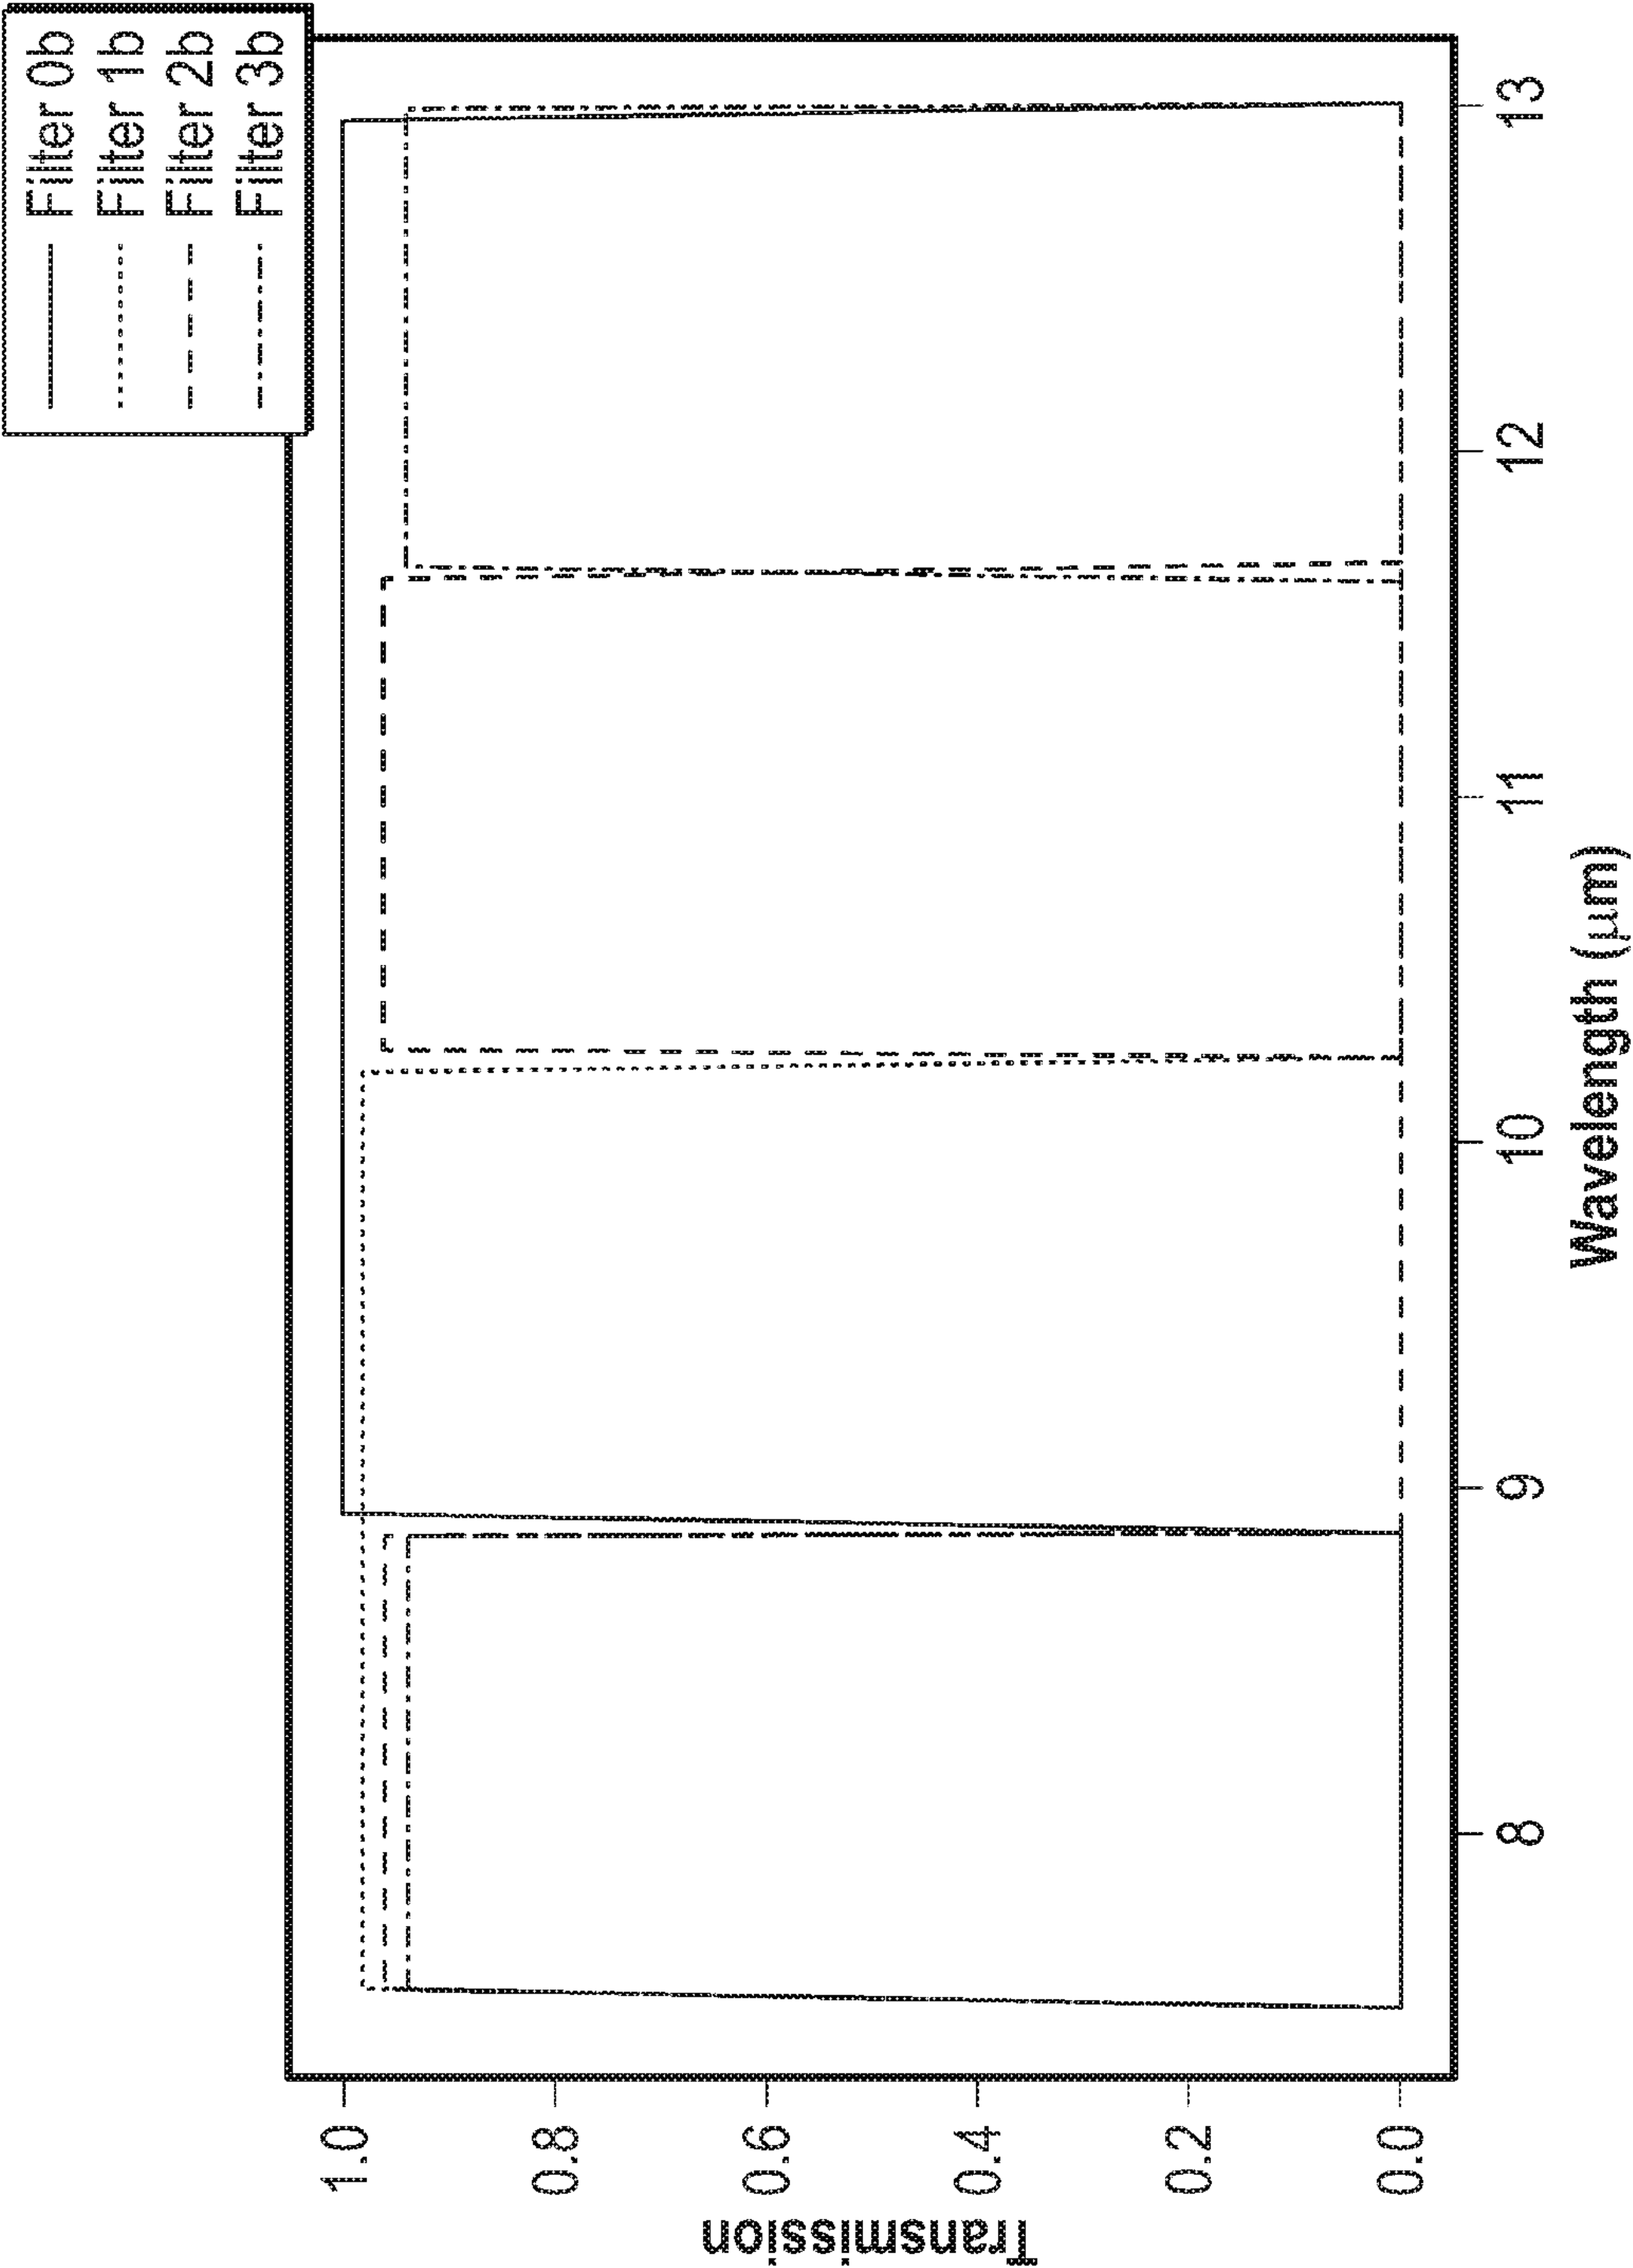 Filter 0b
Filter 1b
Filter 2b
Filter 3b
Transmission
1.0
0.8
0.6
0.4
0.2
0.0
8
9
10
11
12
13
Wavelength (μm)